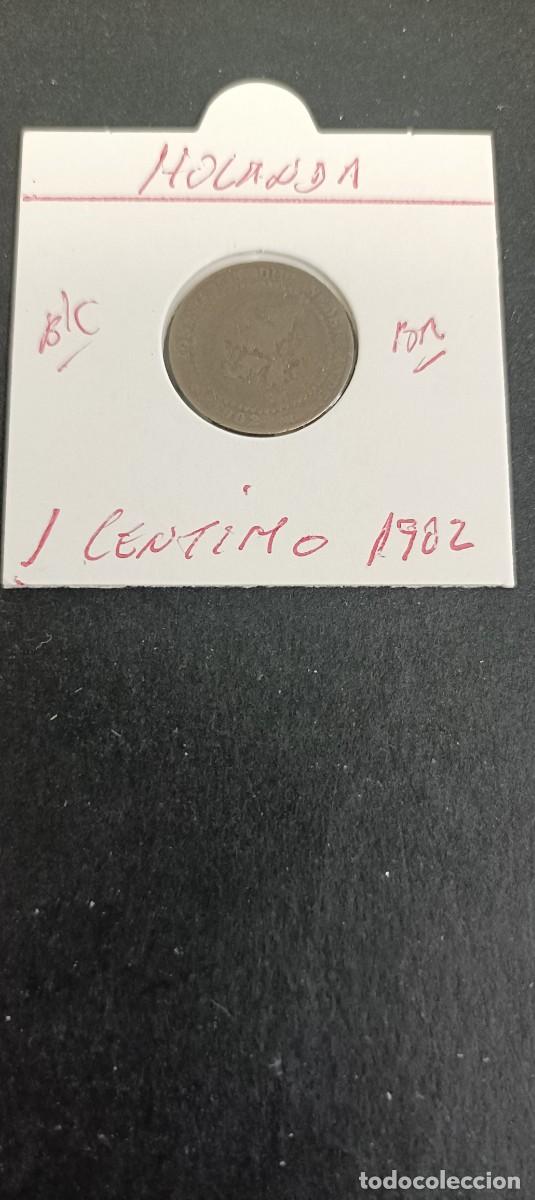 HOLANDA
B/C
BR
1 CENTIMO 1902
todocoleccion